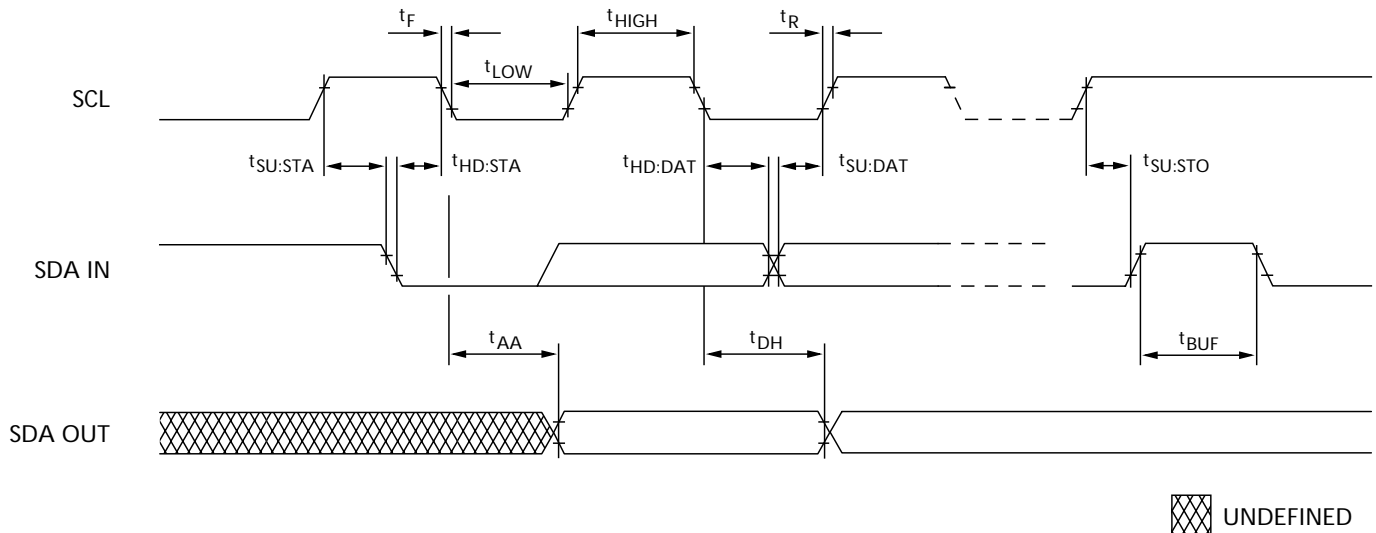 tF
tHIGH
tR
tLOW
SCL
tSU:STA
tHD:STA
tHD:DAT
tSU:DAT
tSU:STO
SDA IN
tAA
tDH
tBUF
SDA OUT
UNDEFINED